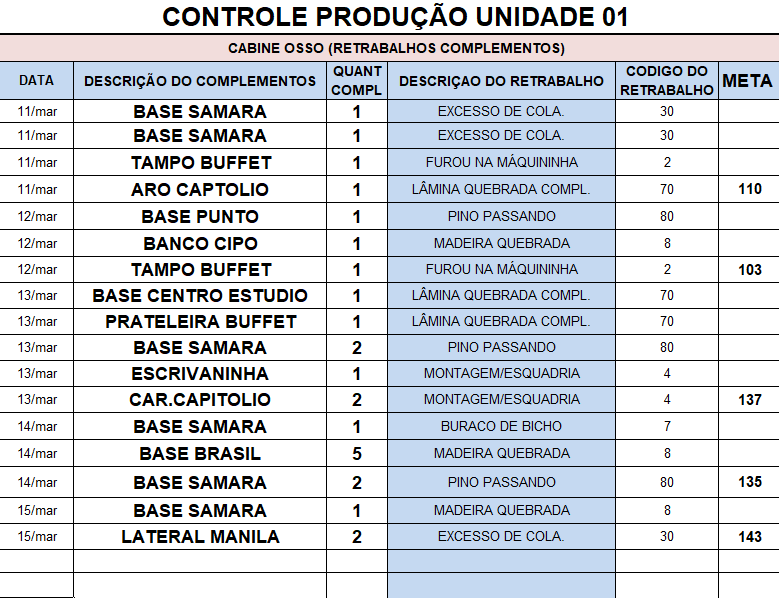 CONTROLE PRODUÇÃO UNIDADE 01
CABINE OSSO (RETRABALHOS COMPLEMENTOS)
DATA DESCRIÇÃO DO COMPLEMENTOS QUANT COMPL DESCRIÇAO DO RETRABALHO CODIGO DO RETRABALHO META
11/mar BASE SAMARA 1 EXCESSO DE COLA. 30
11/mar BASE SAMARA 1 EXCESSO DE COLA. 30
11/mar TAMPO BUFFET 1 FUROU NA MÁQUININHA 2
11/mar ARO CAPTOLIO 1 LÂMINA QUEBRADA COMPL. 70 110
12/mar BASE PUNTO 1 PINO PASSANDO 80
12/mar BANCO CIPO 1 MADEIRA QUEBRADA 8
12/mar TAMPO BUFFET 1 FUROU NA MÁQUININHA 2 103
13/mar BASE CENTRO ESTUDIO 1 LÂMINA QUEBRADA COMPL. 70
13/mar PRATELEIRA BUFFET 1 LÂMINA QUEBRADA COMPL. 70
13/mar BASE SAMARA 2 PINO PASSANDO 80
13/mar ESCRIVANINHA 1 MONTAGEM/ESQUADRIA 4
13/mar CAR.CAPITOLIO 2 MONTAGEM/ESQUADRIA 4 137
14/mar BASE SAMARA 1 BURACO DE BICHO 7
14/mar BASE BRASIL 5 MADEIRA QUEBRADA 8
14/mar BASE SAMARA 2 PINO PASSANDO 80 135
15/mar BASE SAMARA 1 MADEIRA QUEBRADA 8
15/mar LATERAL MANILA 2 EXCESSO DE COLA. 30 143